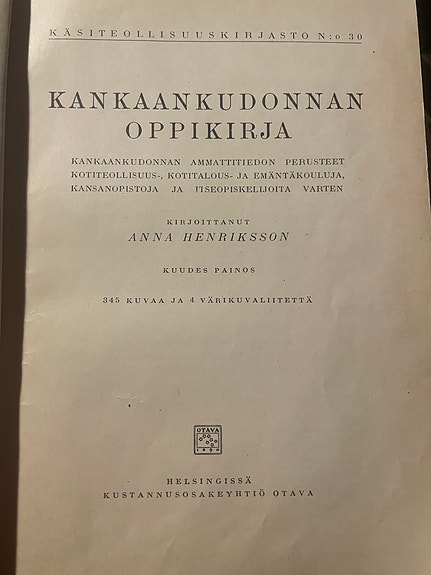 KÄSITEOLLISUUSKIRJASTO N:o 30
KANKAANKUDONNAN
OPPIKIRJA
KANKAANKUDONNAN AMMATTITIEDON PERUSTEET
KOTITEOLLISUUS-, KOTITALOUS- JA EMÄNTÄKOULUJA,
KANSANOPISTOJA JA ITSEOPISKELIJOITA VARTEN
KIRJOITTANUT
ANNA HENRIKSSON
KUUDES PAINOS
345 KUVAA JA 4 VÄRIKUVALIITETTÄ
OTAVA
1890
HELSINGISSÄ
KUSTANNUSOSAKEYHTIÖ OTAVA